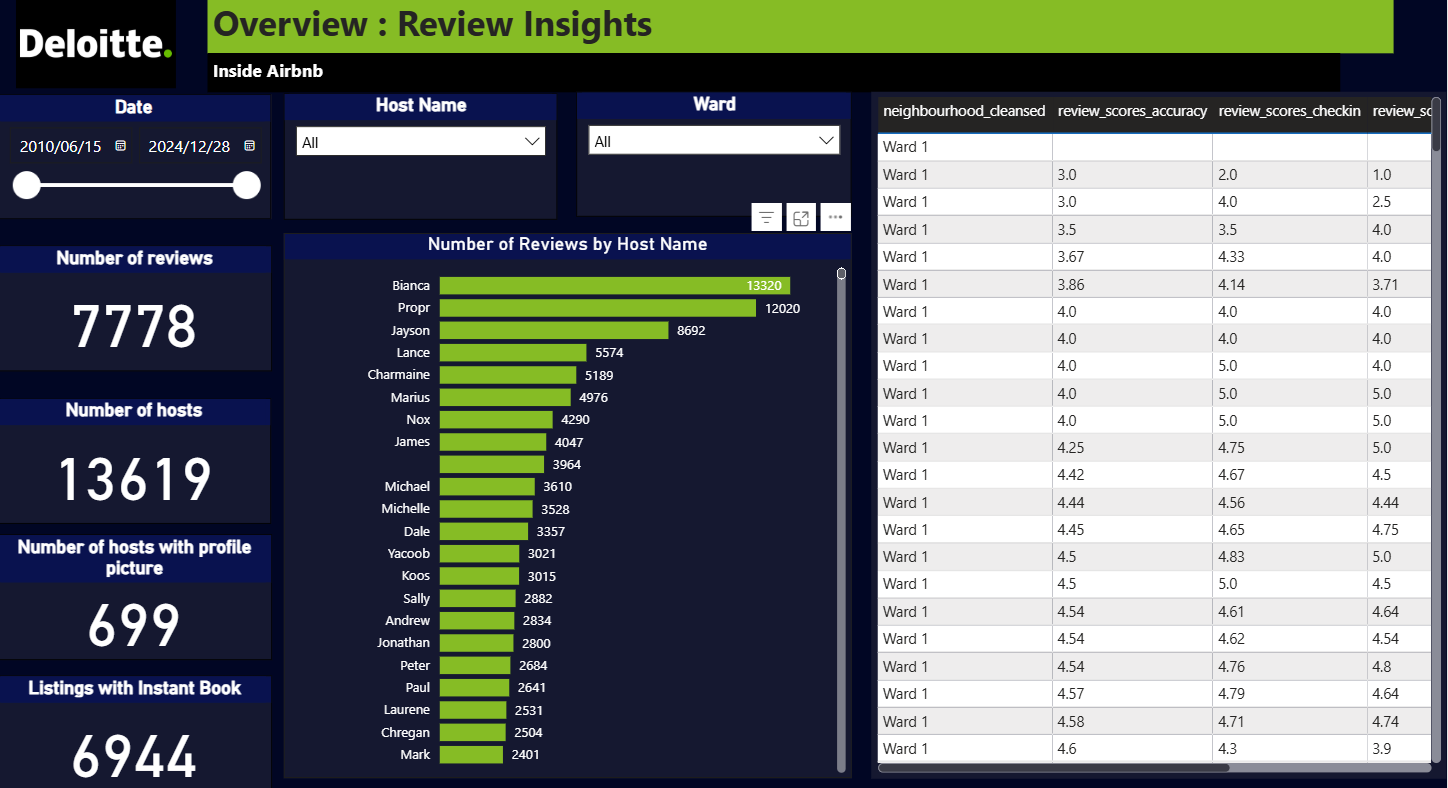 Deloitte.
Overview : Review Insights
Inside Airbnb
Date
2010/06/15 2024/12/28
Host Name
All
Ward
All
Number of reviews
7778
Number of hosts
13619
Number of hosts with profile
picture
699
Listings with Instant Book
6944
Number of Reviews by Host Name
Bianca 13320
Propr 12020
Jayson 8692
Lance 5574
Charmaine 5189
Marius 4976
Nox 4290
James 4047
3964
Michael 3610
Michelle 3528
Dale 3357
Yacoob 3021
Koos 3015
Sally 2882
Andrew 2834
Jonathan 2800
Peter 2684
Paul 2641
Laurene 2531
Chregan 2504
Mark 2401
neighbourhood_cleansed review_scores_accuracy review_scores_checkin review_sc
Ward 1
Ward 1 3.0 2.0 1.0
Ward 1 3.0 4.0 2.5
Ward 1 3.5 3.5 4.0
Ward 1 3.67 4.33 4.0
Ward 1 3.86 4.14 3.71
Ward 1 4.0 4.0 4.0
Ward 1 4.0 4.0 4.0
Ward 1 4.0 5.0 4.0
Ward 1 4.0 5.0 5.0
Ward 1 4.0 5.0 5.0
Ward 1 4.25 4.75 5.0
Ward 1 4.42 4.67 4.5
Ward 1 4.44 4.56 4.44
Ward 1 4.45 4.65 4.75
Ward 1 4.5 4.83 5.0
Ward 1 4.5 5.0 4.5
Ward 1 4.54 4.61 4.64
Ward 1 4.54 4.62 4.54
Ward 1 4.54 4.76 4.8
Ward 1 4.57 4.79 4.64
Ward 1 4.58 4.71 4.74
Ward 1 4.6 4.3 3.9